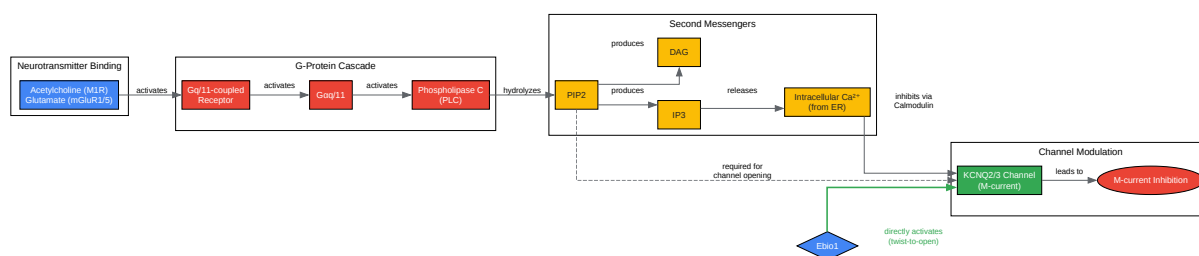 Second Messengers
produces
DAG
Neurotransmitter Binding
G-Protein Cascade
Acetylcholine (M1R)
Glutamate (mGluR1/5)
activates
Gq/11-coupled
Receptor
activates
Gαq/11
activates
Phospholipase C
(PLC)
hydrolyzes
PIP2
produces
IP3
releases
Intracellular Ca²⁺
(from ER)
inhibits via
Calmodulin
Channel Modulation
required for
channel opening
KCNQ2/3 Channel
(M-current)
leads to
M-current Inhibition
directly activates
(twist-to-open)
Ebio1